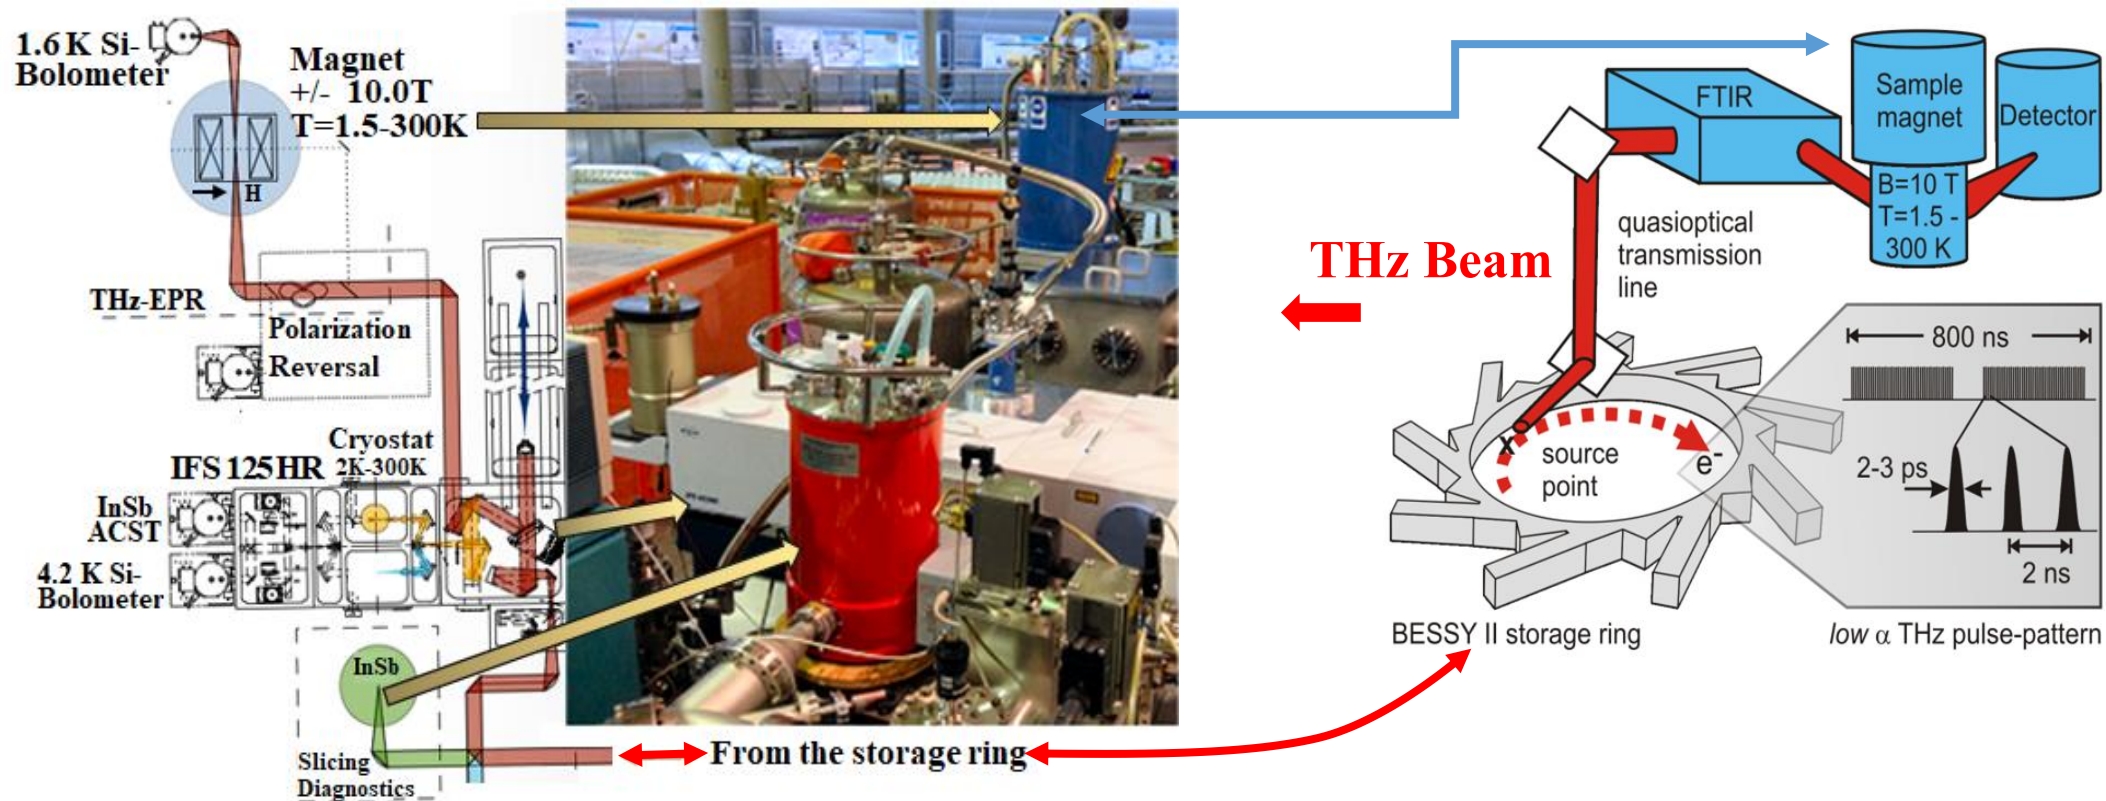 1.6 K Si-
Bolometer
Magnet
+/- 10.0T
T=1.5-300K
H
THz-EPR
Polarization
Reversal
Cryostat
2K-300K
IFS 125HR
InSb
ACST
4.2 K Si-
Bolometer
InSb
Slicing
Diagnostics
From the storage ring
THz Beam
FTIR
Sample
magnet
Detector
B=10 T
T=1.5 -
300 K
quasioptical
transmission
line
x
source
point
e-
800 ns
2-3 ps
2 ns
BESSY II storage ring
low α THz pulse-pattern